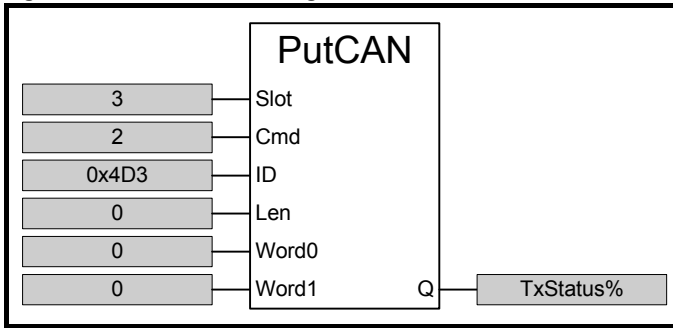 PutCAN
3 Slot
2 Cmd
0x4D3 ID
0 Len
0 Word0
0 Word1 Q TxStatus%